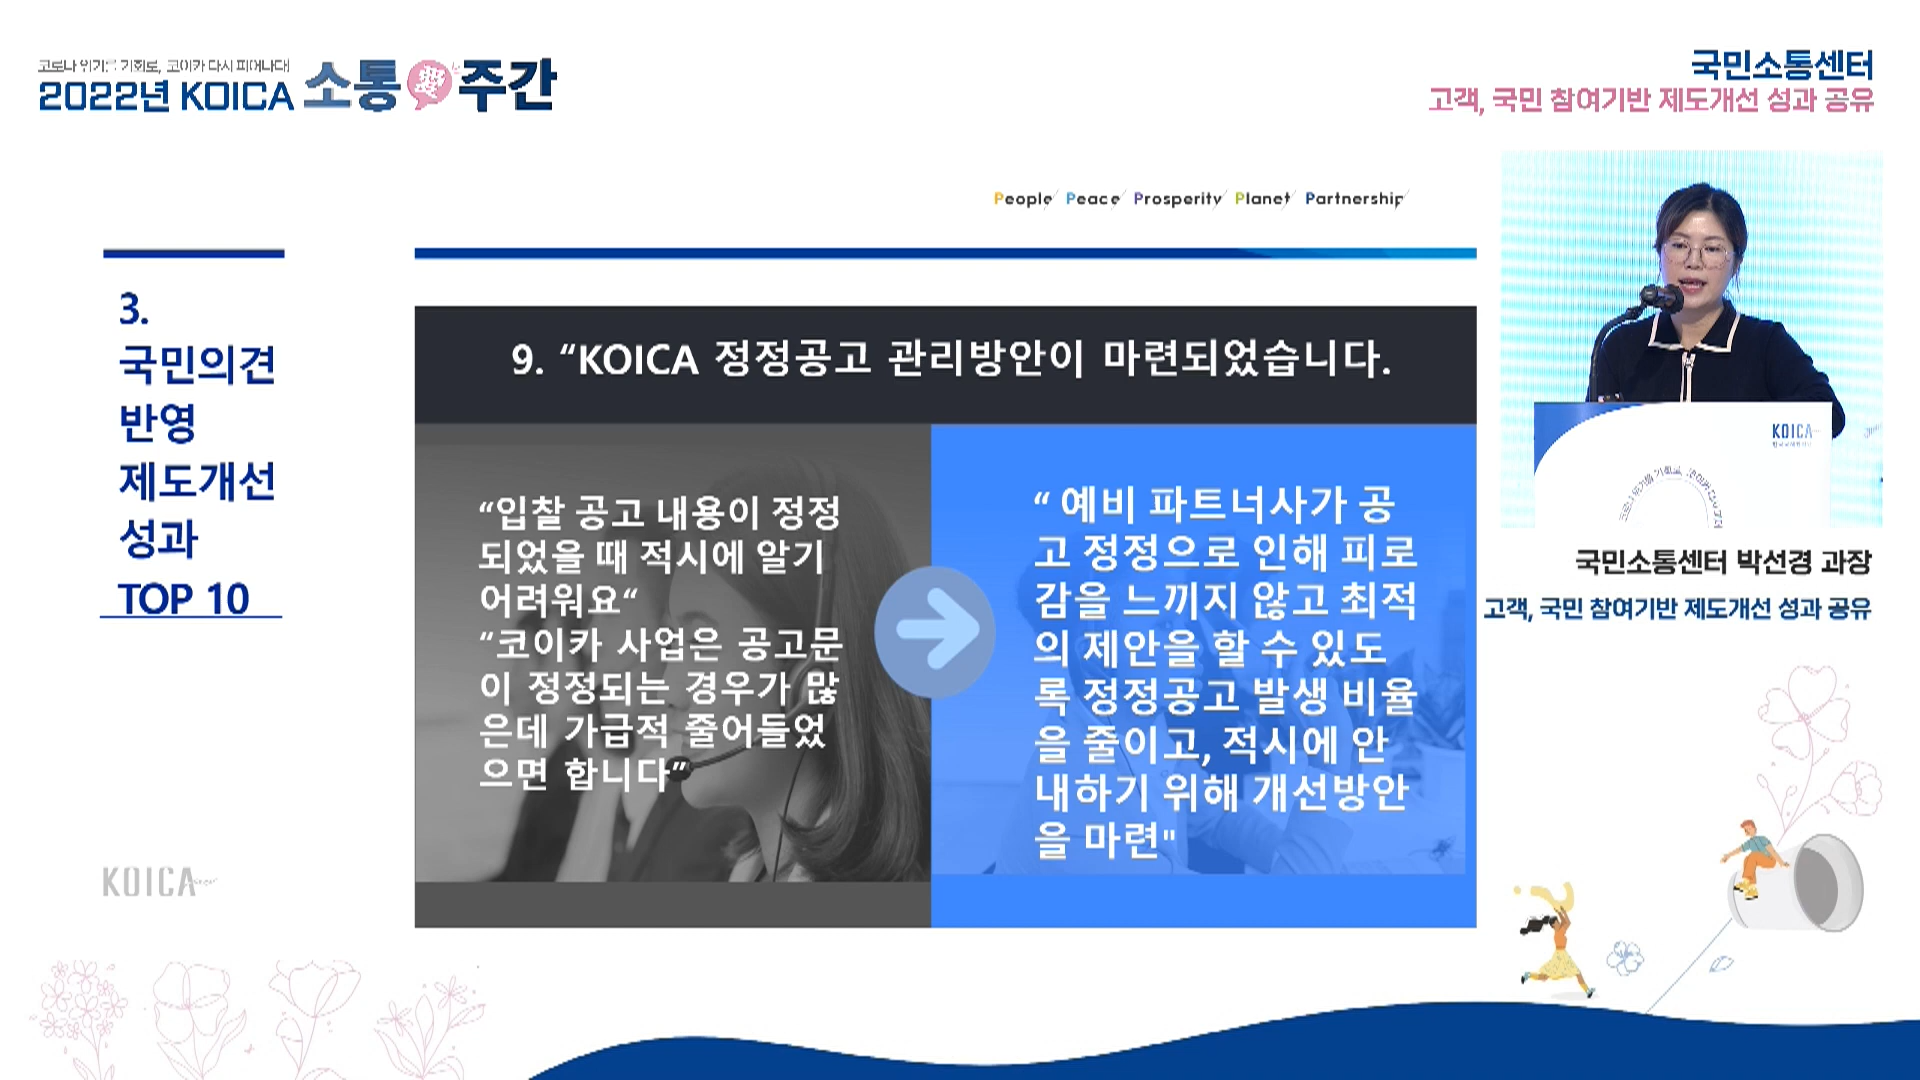 코로나 위기를 기회로, 코이카 다시 피어나다!
2022년 KOICA 소통愛주간
국민소통센터
고객, 국민 참여기반 제도개선 성과 공유
People Peace Prosperity Planet Partnership
3.
국민의견
반영
제도개선
성과
TOP 10
9. “KOICA 정정공고 관리방안이 마련되었습니다.
“입찰 공고 내용이 정정
되었을 때 적시에 알기
어려워요“
“코이카 사업은 공고문
이 정정되는 경우가 많
은데 가급적 줄어들었
으면 합니다”
“ 예비 파트너사가 공
고 정정으로 인해 피로
감을 느끼지 않고 최적
의 제안을 할 수 있도
록 정정공고 발생 비율
을 줄이고, 적시에 안
내하기 위해 개선방안
을 마련"
KOICA
국민소통센터 박선경 과장
고객, 국민 참여기반 제도개선 성과 공유
KOICA